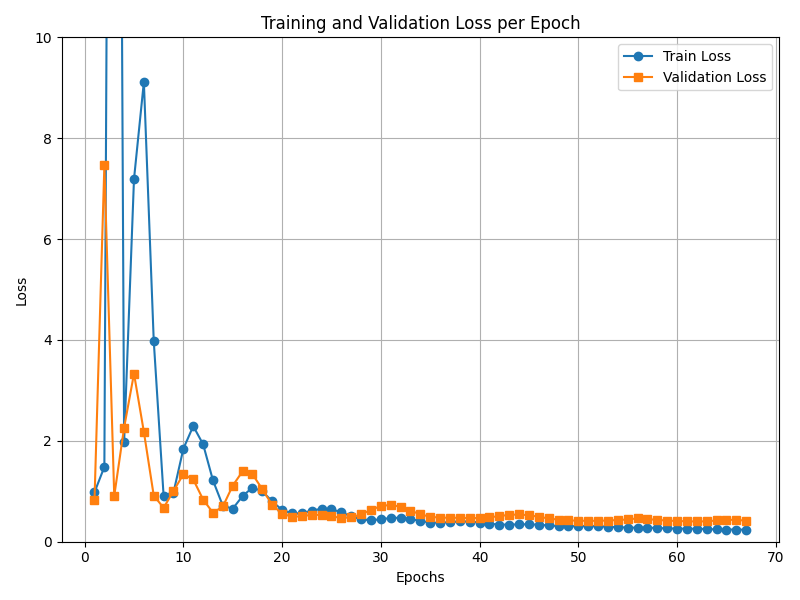 Training and Validation Loss per Epoch
Train Loss
Validation Loss
10
8
6
4
2
0
Loss
0 10 20 30 40 50 60 70
Epochs